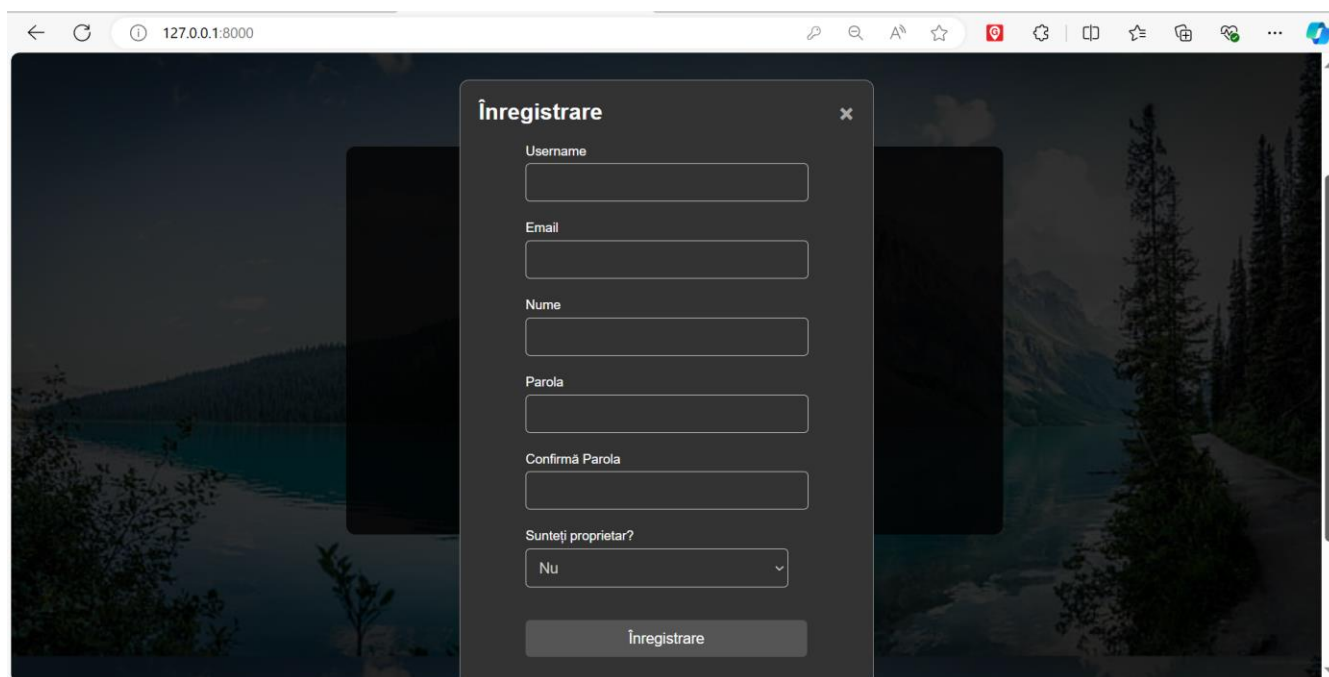 127.0.0.1:8000
Înregistrare ×
Username
Email
Nume
Parola
Confirmă Parola
Sunteți proprietar?
Nu
Înregistrare